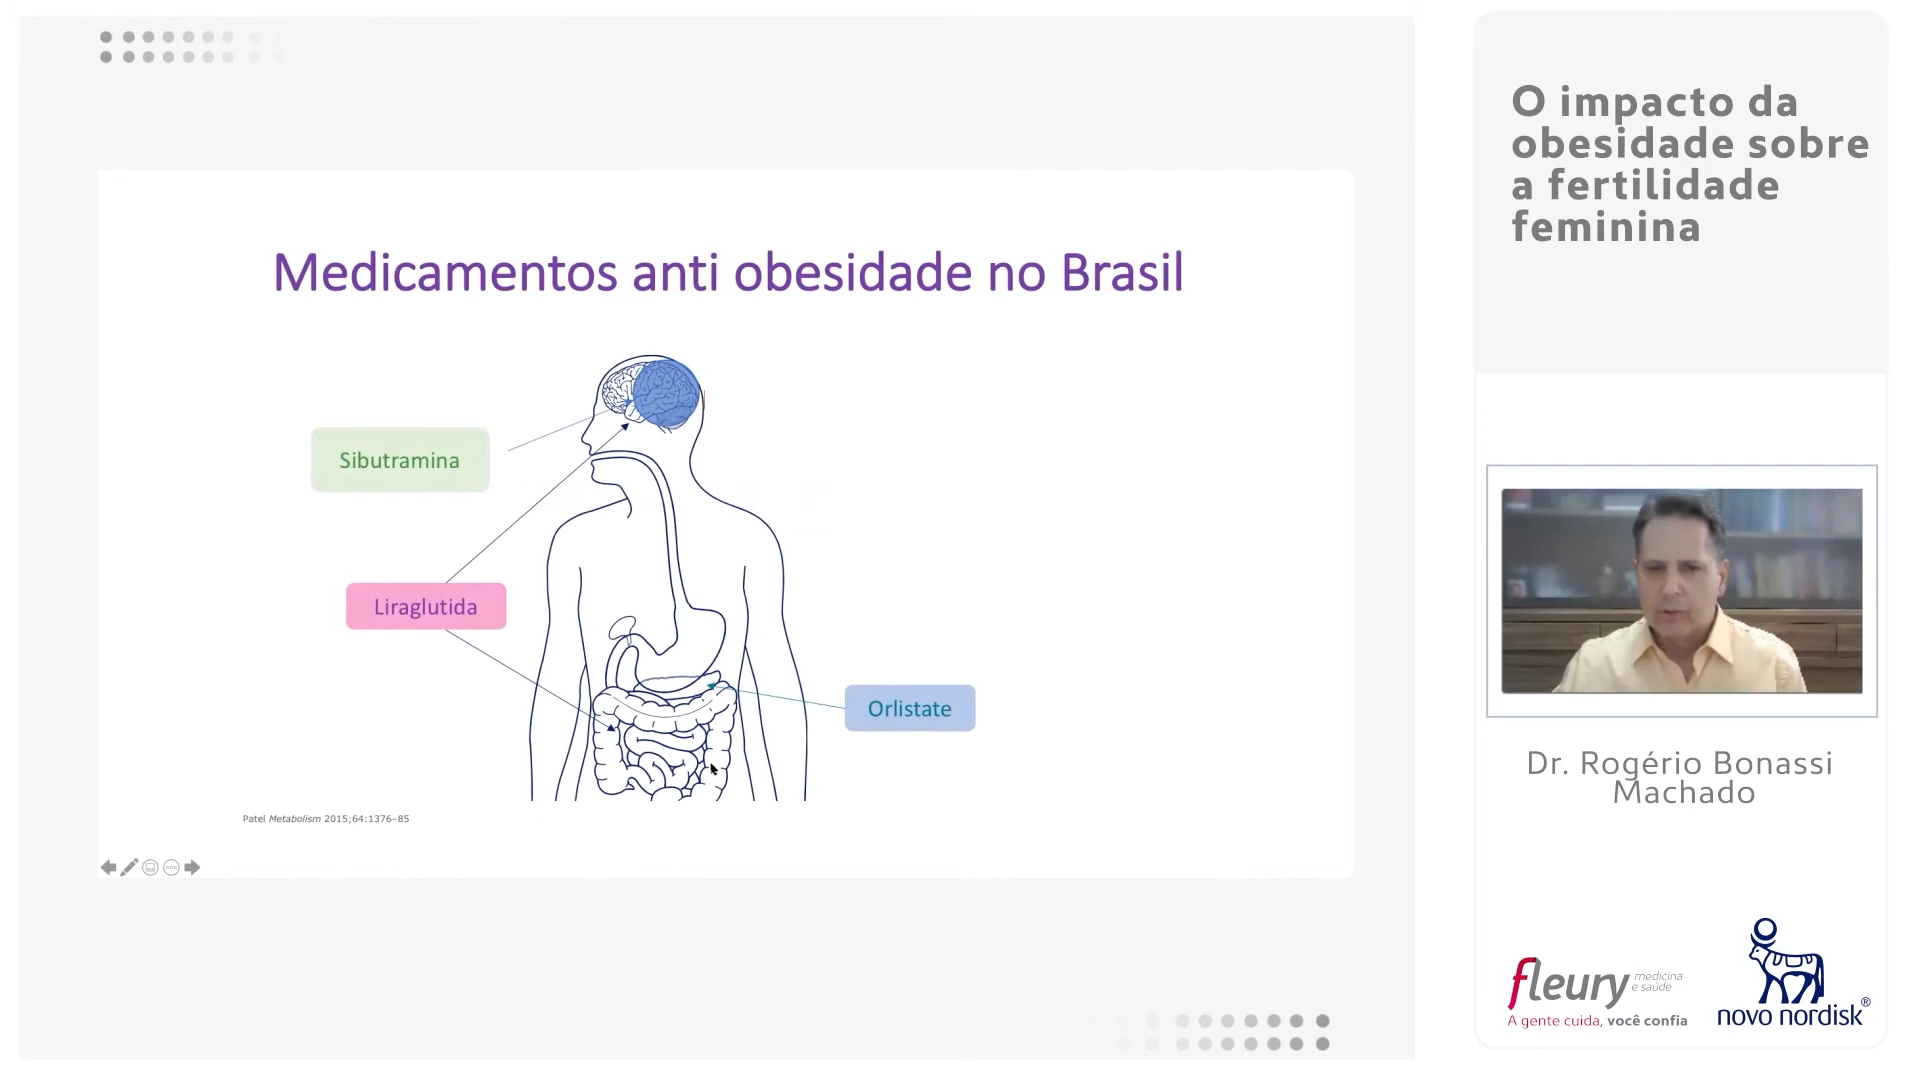 Medicamentos anti obesidade no Brasil
Sibutramina
Liraglutida
Orlistate
Patel Metabolism 2015;64:1376–85
O impacto da
obesidade sobre
a fertilidade
feminina
Dr. Rogério Bonassi
Machado
fleury medicina
e saúde
A gente cuida, você confia
novo nordisk®